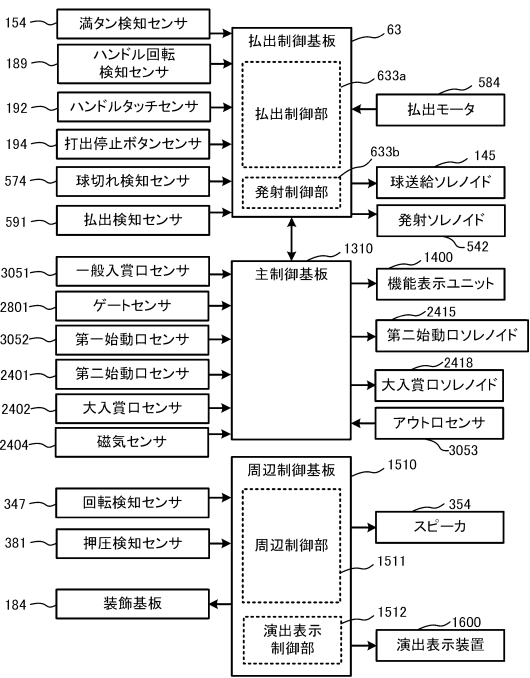 154 満タン検知センサ
189 ハンドル回転
検知センサ
192 ハンドルタッチセンサ
194 打出停止ボタンセンサ
574 球切れ検知センサ
591 払出検知センサ
払出制御基板 63
633a
払出制御部
633b
発射制御部
584
払出モータ
145
球送給ソレノイド
発射ソレノイド
542
3051 一般入賞口センサ
2801 ゲートセンサ
3052 第一始動口センサ
2401 第二始動口センサ
2402 大入賞口センサ
2404 磁気センサ
1310
主制御基板
1400
機能表示ユニット
2415
第二始動口ソレノイド
2418
大入賞口ソレノイド
アウト口センサ
3053
347 回転検知センサ
381 押圧検知センサ
184 装飾基板
周辺制御基板 1510
周辺制御部
1511
1512
演出表示
制御部
354
スピーカ
1600
演出表示装置